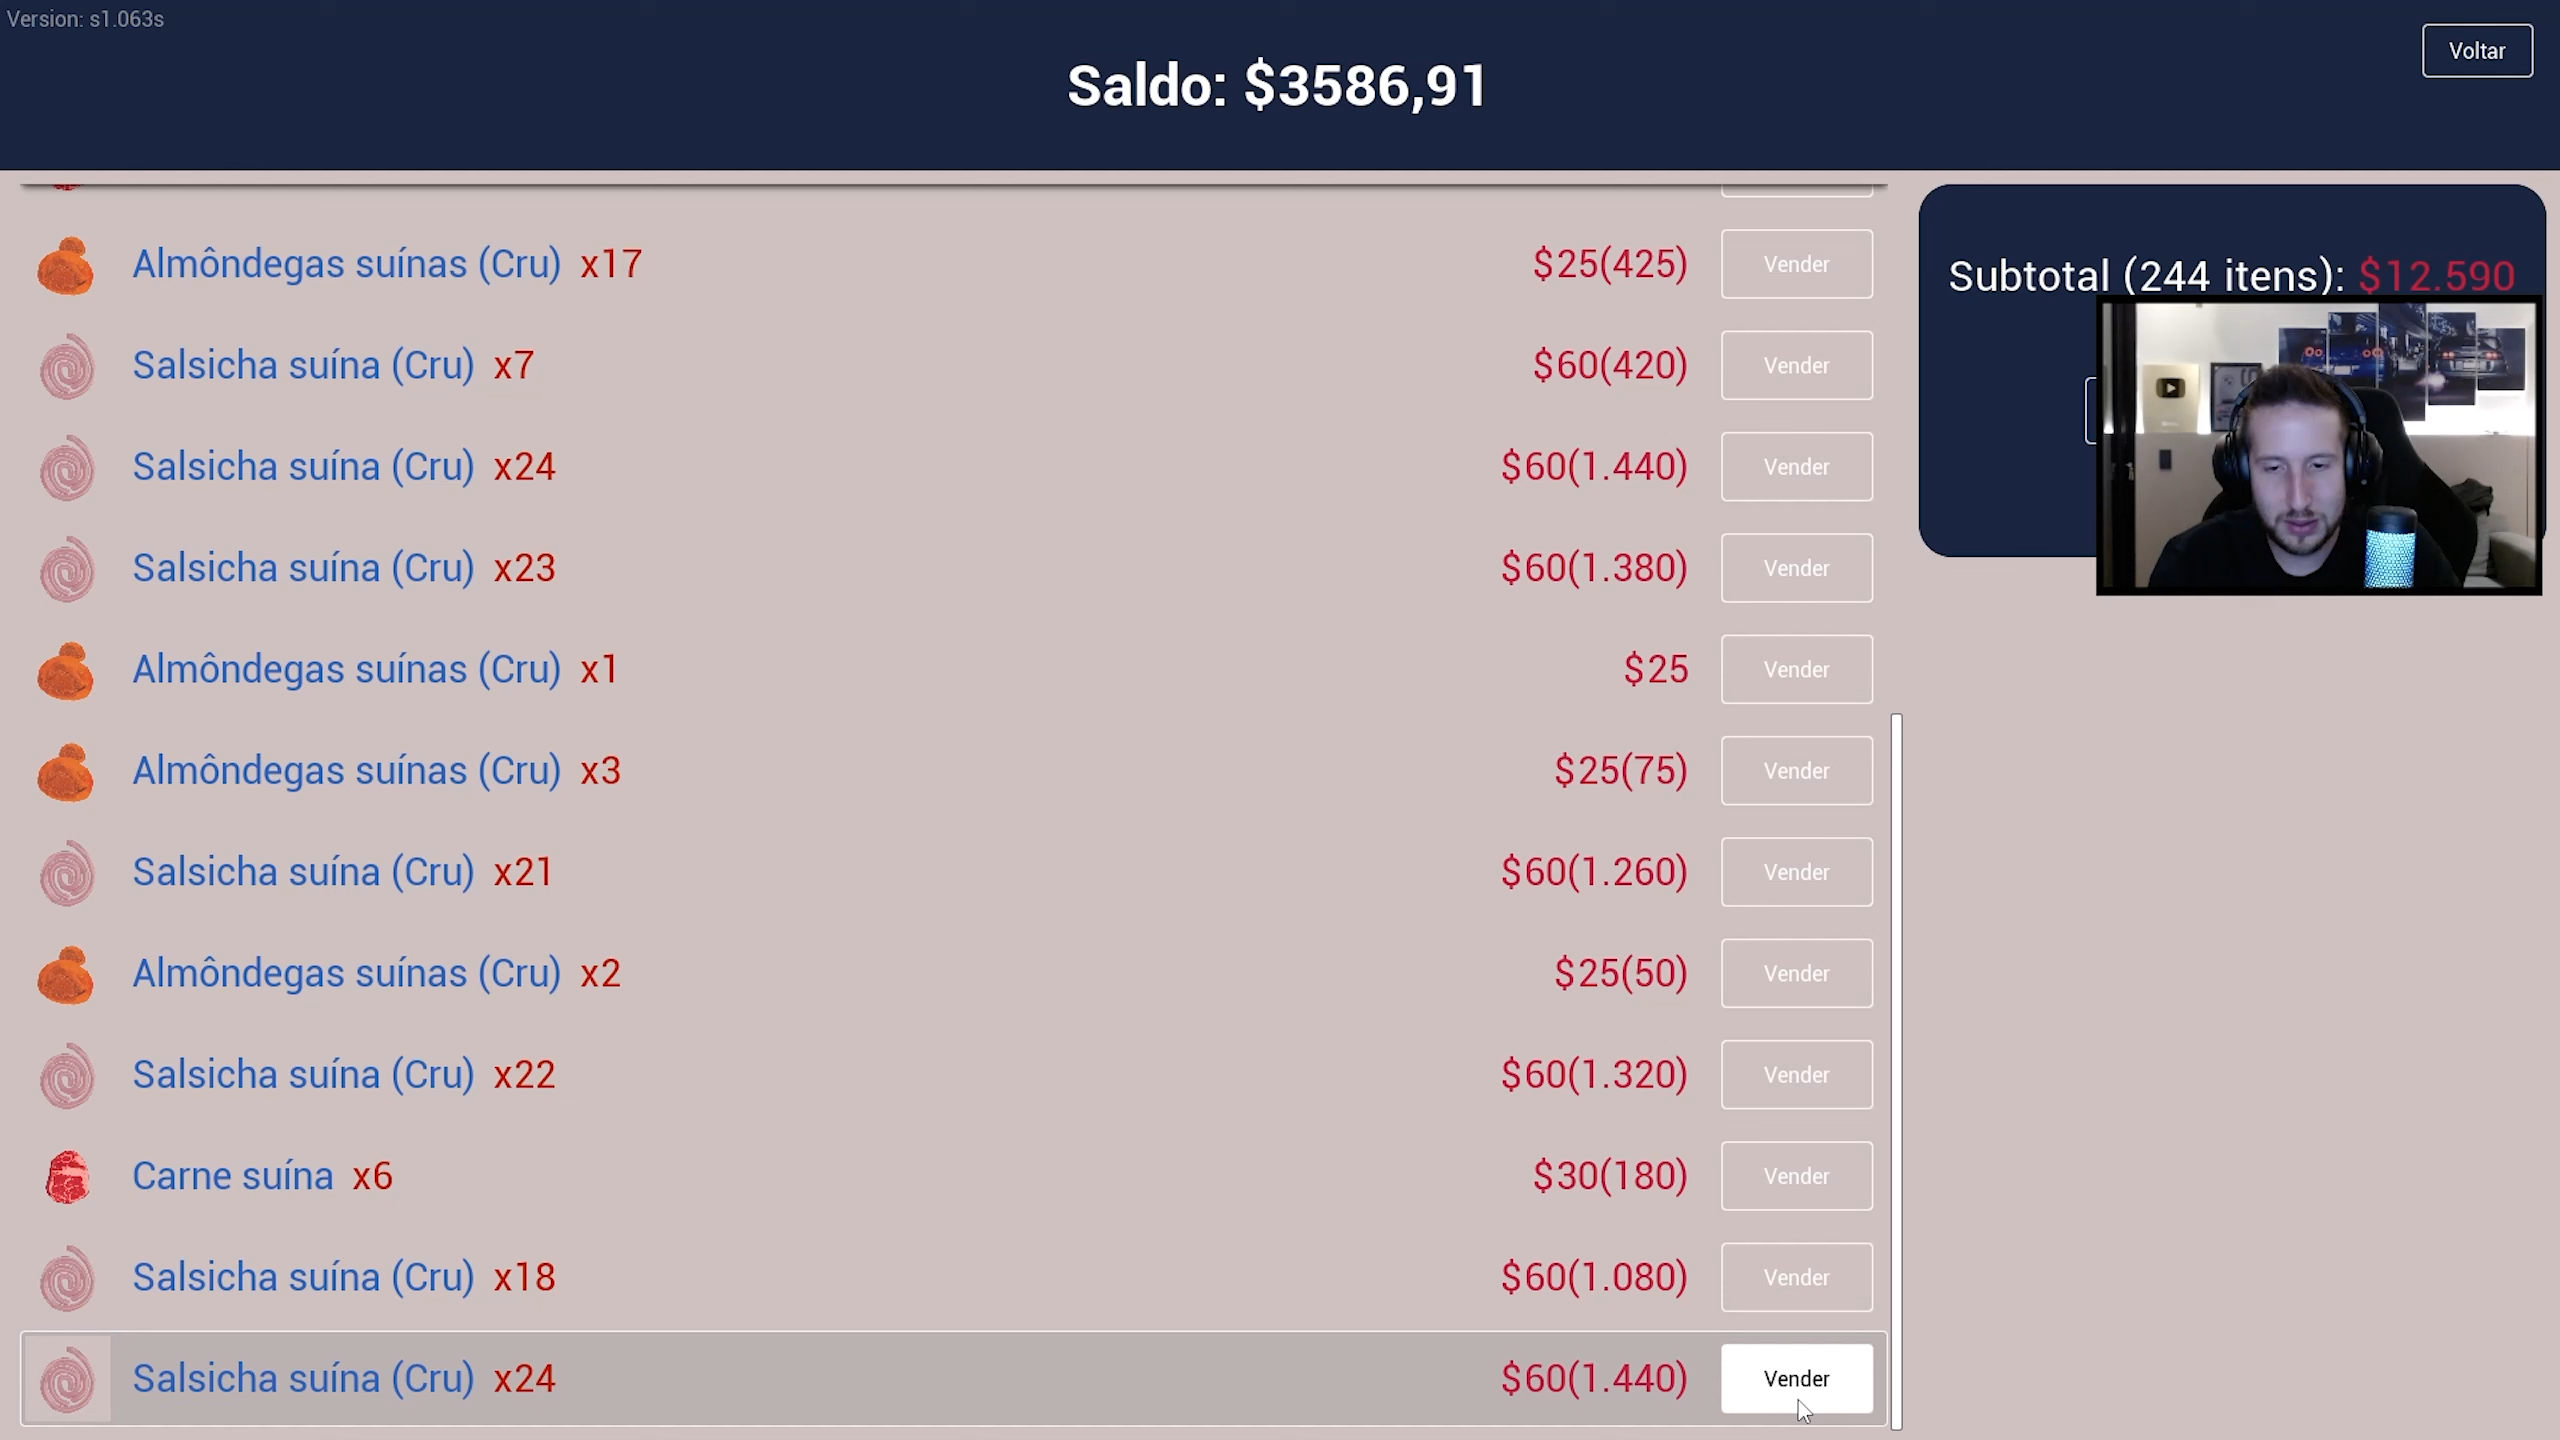 Version: s1.063s
Saldo: $3586,91
Voltar
Almôndegas suínas (Cru) x17 $25(425) Vender
Salsicha suína (Cru) x7 $60(420) Vender
Salsicha suína (Cru) x24 $60(1.440) Vender
Salsicha suína (Cru) x23 $60(1.380) Vender
Almôndegas suínas (Cru) x1 $25 Vender
Almôndegas suínas (Cru) x3 $25(75) Vender
Salsicha suína (Cru) x21 $60(1.260) Vender
Almôndegas suínas (Cru) x2 $25(50) Vender
Salsicha suína (Cru) x22 $60(1.320) Vender
Carne suína x6 $30(180) Vender
Salsicha suína (Cru) x18 $60(1.080) Vender
Salsicha suína (Cru) x24 $60(1.440) Vender
Subtotal (244 itens): $12.590